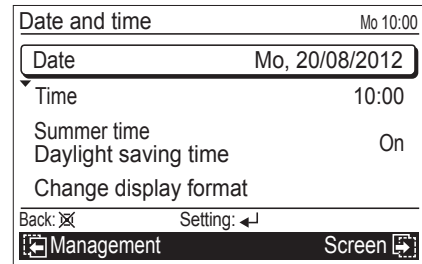 Date and time Mo 10:00
Date Mo, 20/08/2012
Time 10:00
Summer time
Daylight saving time On
Change display format
Back: Setting:
Management Screen